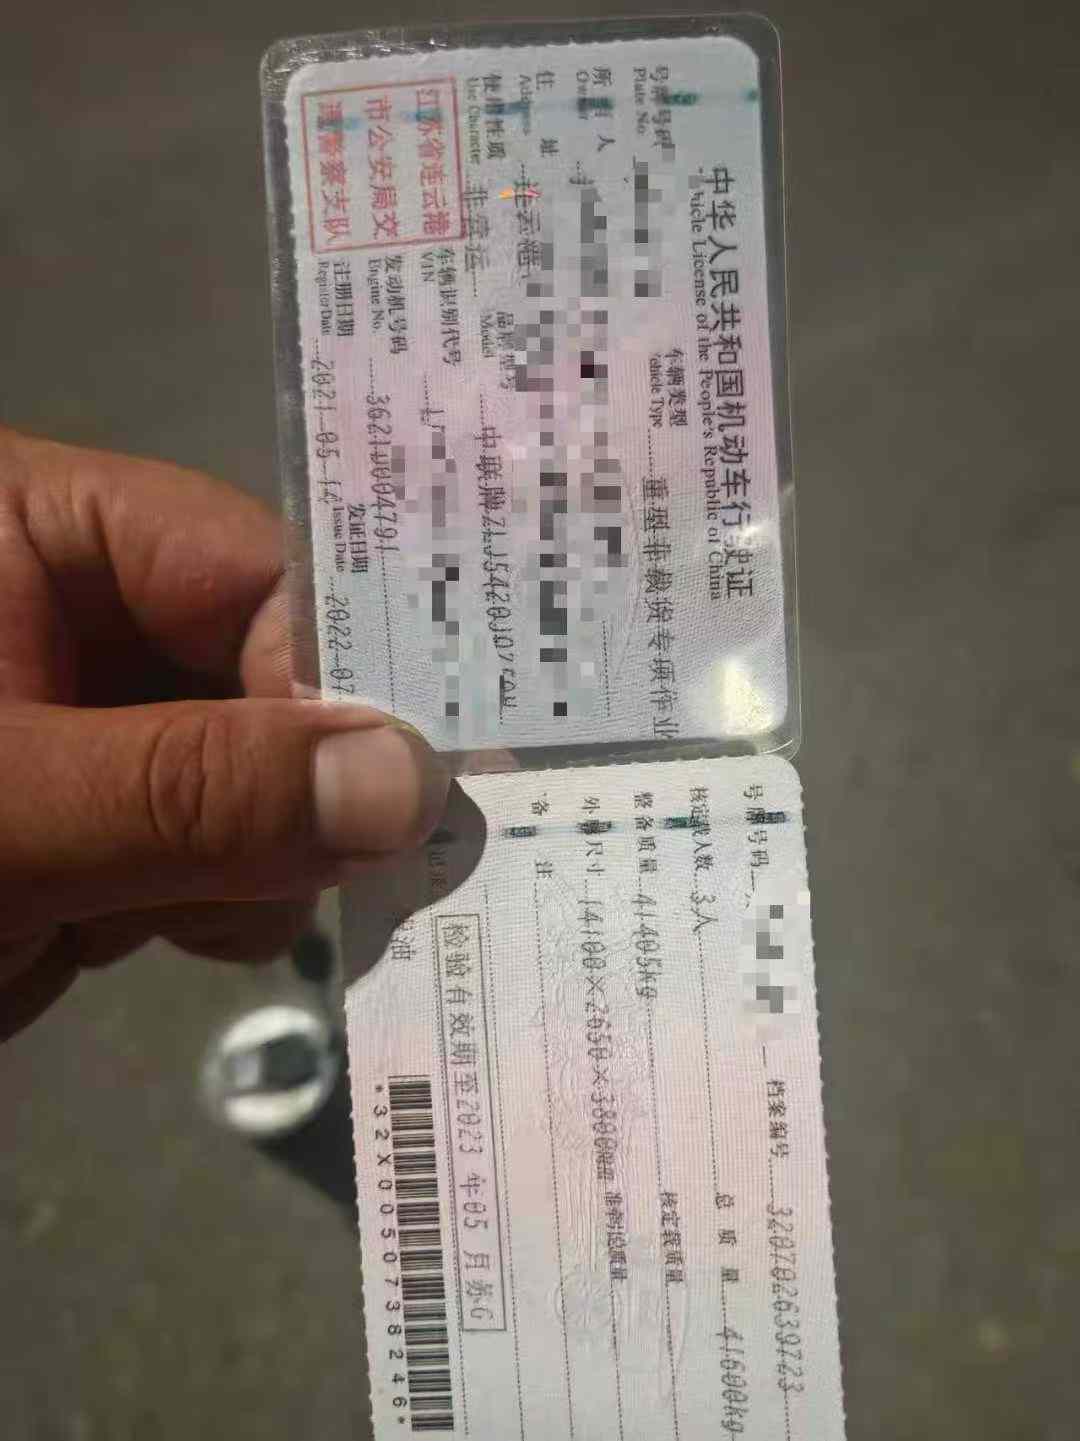 中华人民共和国机动车行驶证
Vehicle License of the People's Republic of China
号牌号码
Plate No.
车辆类型 重型非载货专项作业
Vehicle Type
所有人
Owner
住 址 连云港
Address
使用性质 非营运
Use Character
品牌型号 中联牌ZLJ5420JQZ
Model
江苏省连云港
市公安局交
通警察支队
车辆识别代号
VIN
发动机号码 3621D004791
Engine No.
注册日期 2021-05-14
Register Date
发证日期 2022-07
Issue Date
号牌号码
档案编号 320702639723
核定载人数 3人
总 质 量 41600kg
整备质量 41405kg
核定载质量
外廓尺寸 14100×2650×3800mm
准牵引总质量
备 注
检验有效期至2023 年05 月苏G
油
*32X0050738246*